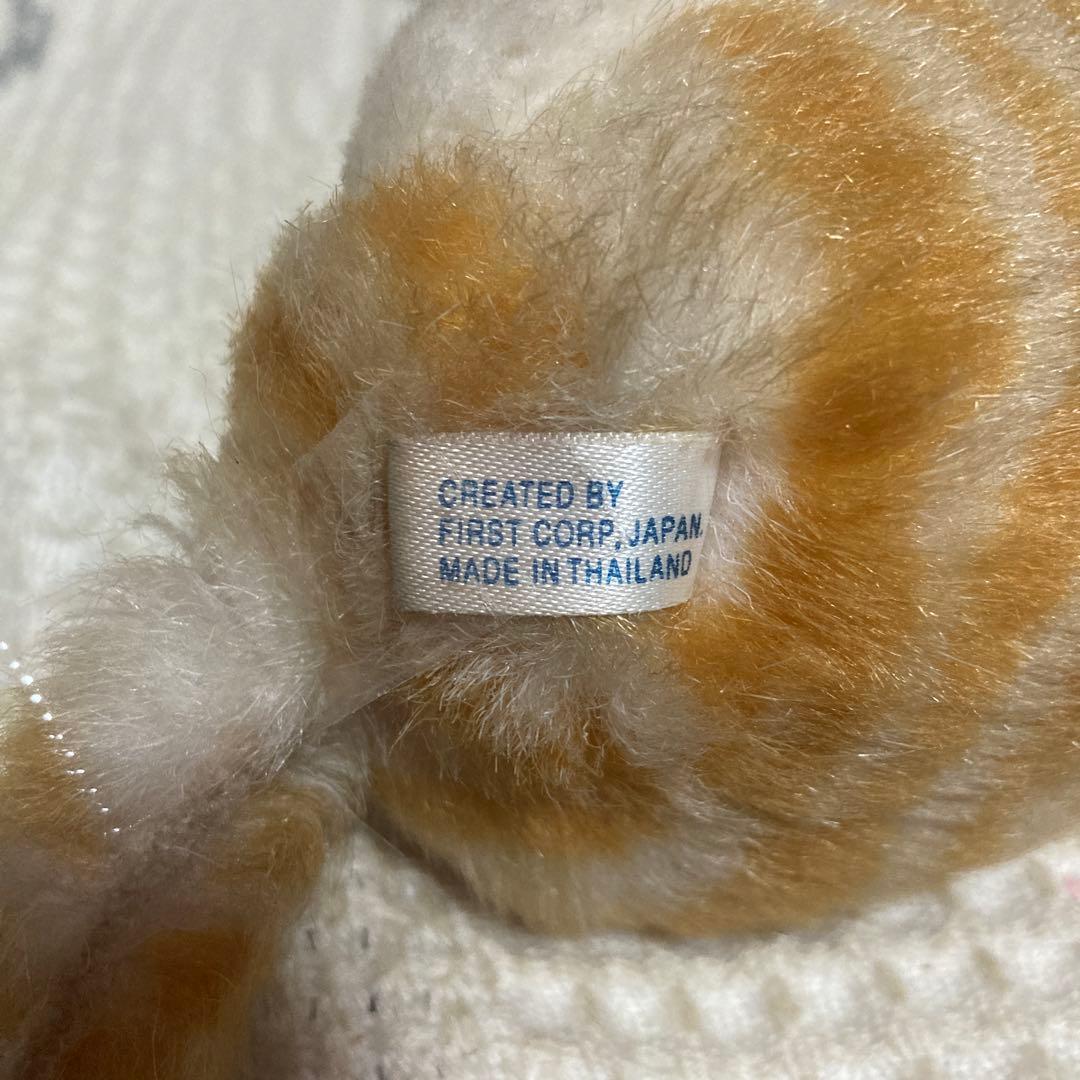 CREATED BY
FIRST CORP, JAPAN.
MADE IN THAILAND